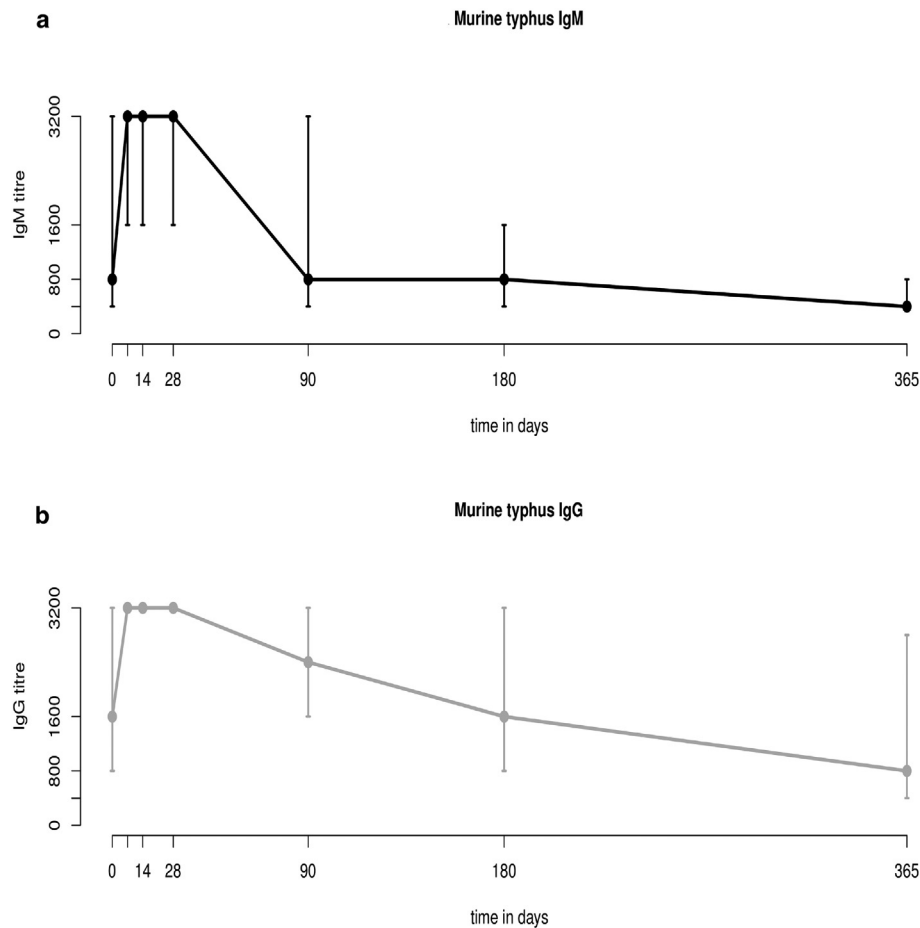 a
Murine typhus IgM
IgM titre
3200
1600
800
0
0 14 28 90 180 365
time in days
b
Murine typhus IgG
IgG titre
3200
1600
800
0
0 14 28 90 180 365
time in days